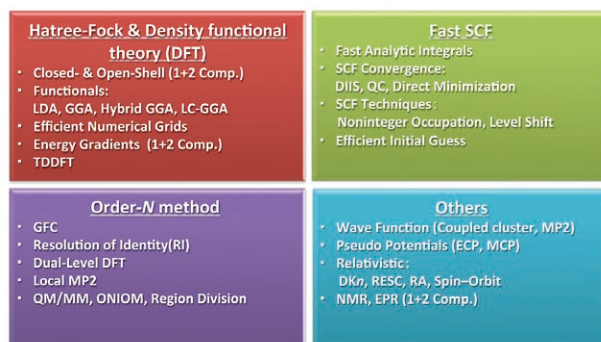 Hatree-Fock & Density functional
theory (DFT)
• Closed- & Open-Shell (1+2 Comp.)
• Functionals:
LDA, GGA, Hybrid GGA, LC-GGA
• Efficient Numerical Grids
• Energy Gradients (1+2 Comp.)
• TDDFT
Fast SCF
• Fast Analytic Integrals
• SCF Convergence:
DIIS, QC, Direct Minimization
• SCF Techniques:
Noninteger Occupation, Level Shift
• Efficient Initial Guess
Order-N method
• GFC
• Resolution of Identity(RI)
• Dual-Level DFT
• Local MP2
• QM/MM, ONIOM, Region Division
Others
• Wave Function (Coupled cluster, MP2)
• Pseudo Potentials (ECP, MCP)
• Relativistic:
DKn, RESC, RA, Spin–Orbit
• NMR, EPR (1+2 Comp.)